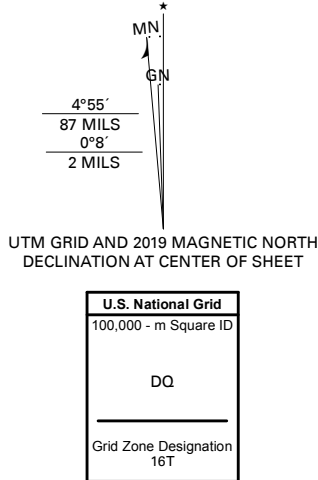 ★
MN
GN
4°55´
87 MILS
0°8´
2 MILS
UTM GRID AND 2019 MAGNETIC NORTH
DECLINATION AT CENTER OF SHEET
U.S. National Grid
100,000 - m Square ID
DQ
Grid Zone Designation
16T